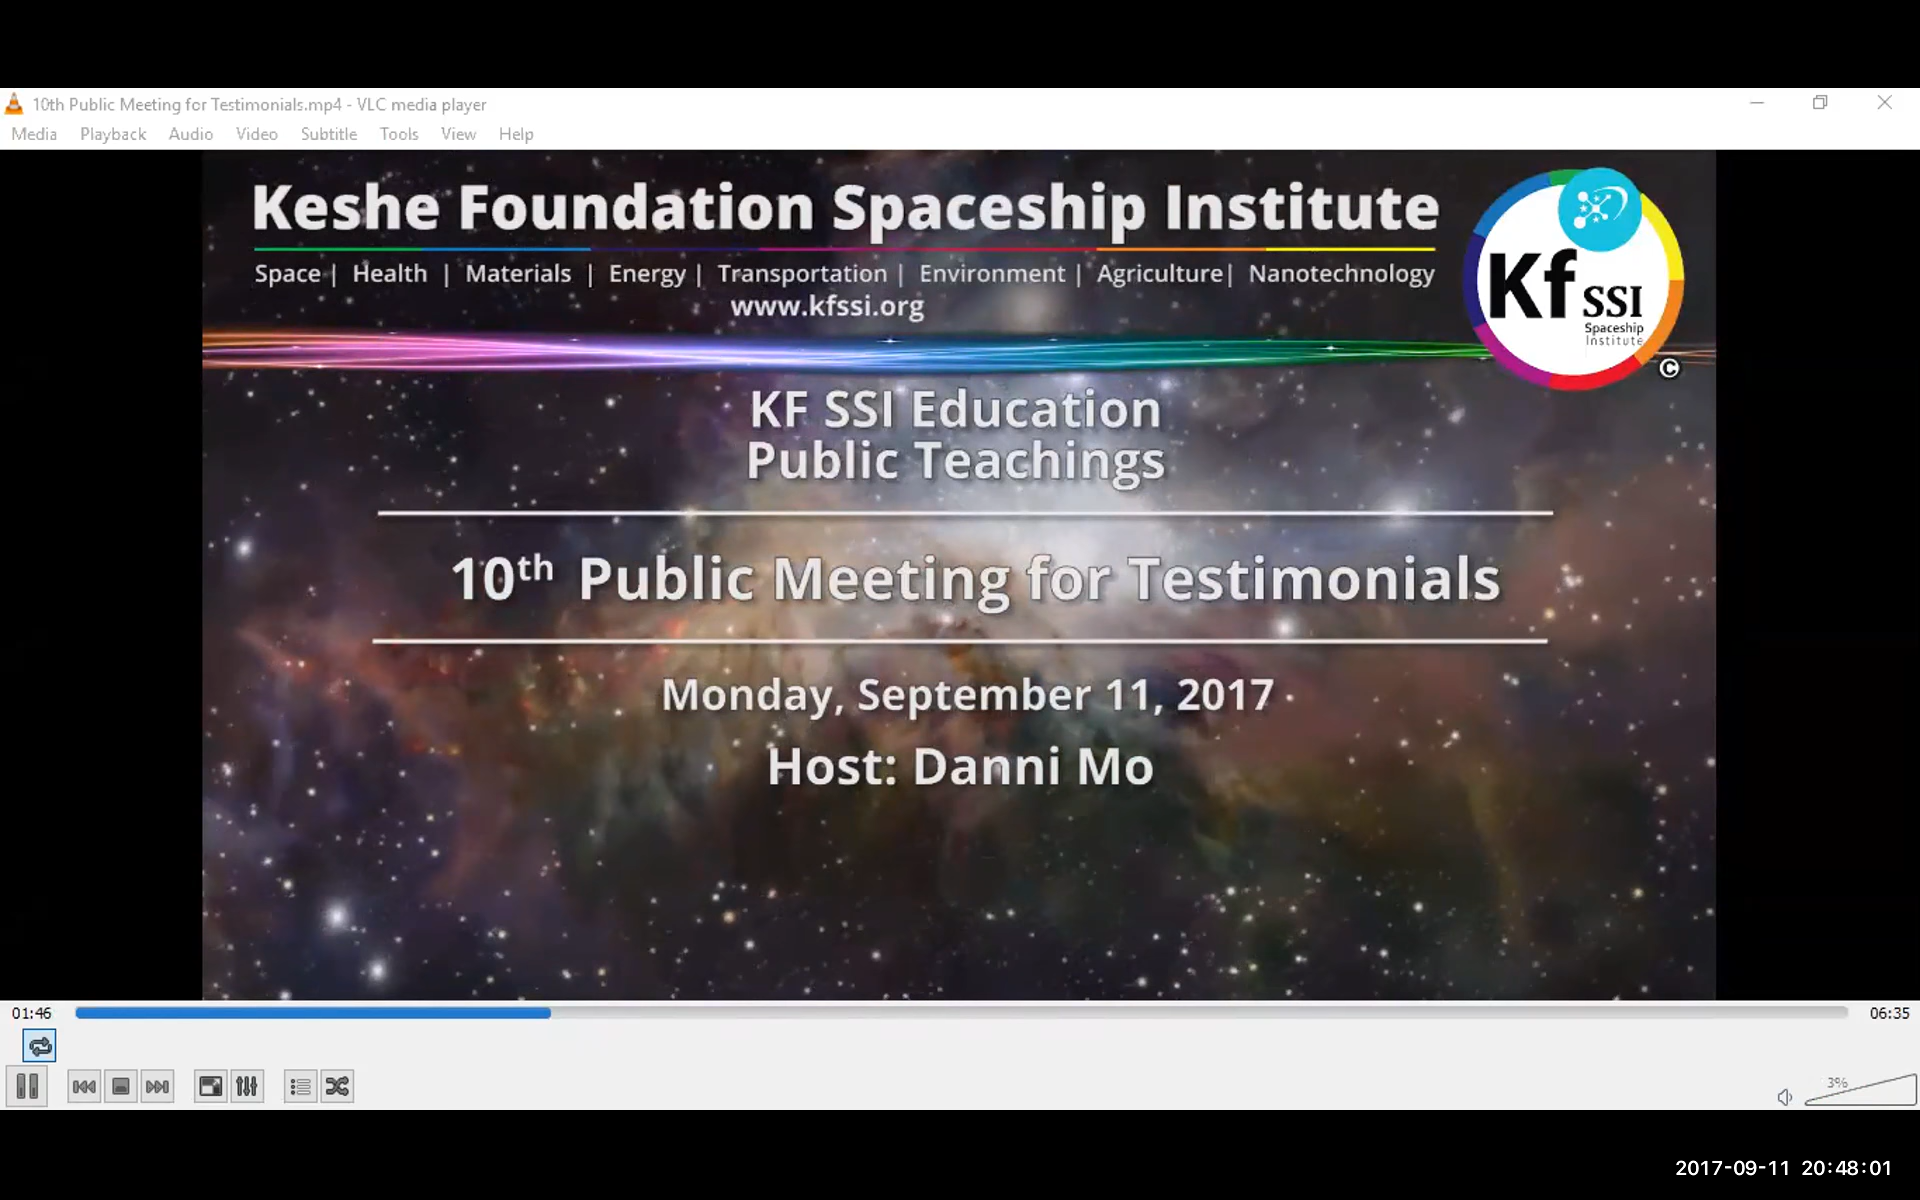 10th Public Meeting for Testimonials.mp4 - VLC media player
Media Playback Audio Video Subtitle Tools View Help
Keshe Foundation Spaceship Institute
Space | Health | Materials | Energy | Transportation | Environment | Agriculture | Nanotechnology
www.kfssi.org
Kf SSI
Spaceship
Institute
©
KF SSI Education
Public Teachings
10th Public Meeting for Testimonials
Monday, September 11, 2017
Host: Danni Mo
01:46 06:35
3%
2017-09-11 20:48:01